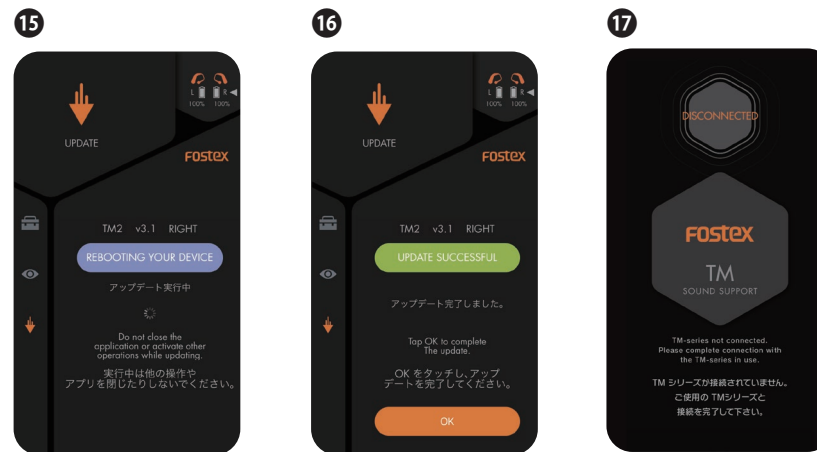 15
16
17
UPDATE
L R
100% 100%
FOSTEX
TM2 v3.1 RIGHT
REBOOTING YOUR DEVICE
アップデート実行中
Do not close the
application or activate other
operations while updating.
実行中は他の操作や
アプリを閉じたりしないでください。
UPDATE
L R
100% 100%
FOSTEX
TM2 v3.1 RIGHT
UPDATE SUCCESSFUL
アップデート完了しました。
Tap OK to complete
The update.
OK をタッチし、アップ
デートを完了してください。
OK
DISCONNECTED
FOSTEX
TM
SOUND SUPPORT
TM-series not connected.
Please complete connection with
the TM-series in use.
TM シリーズが接続されていません。
ご使用の TMシリーズと
接続を完了して下さい。